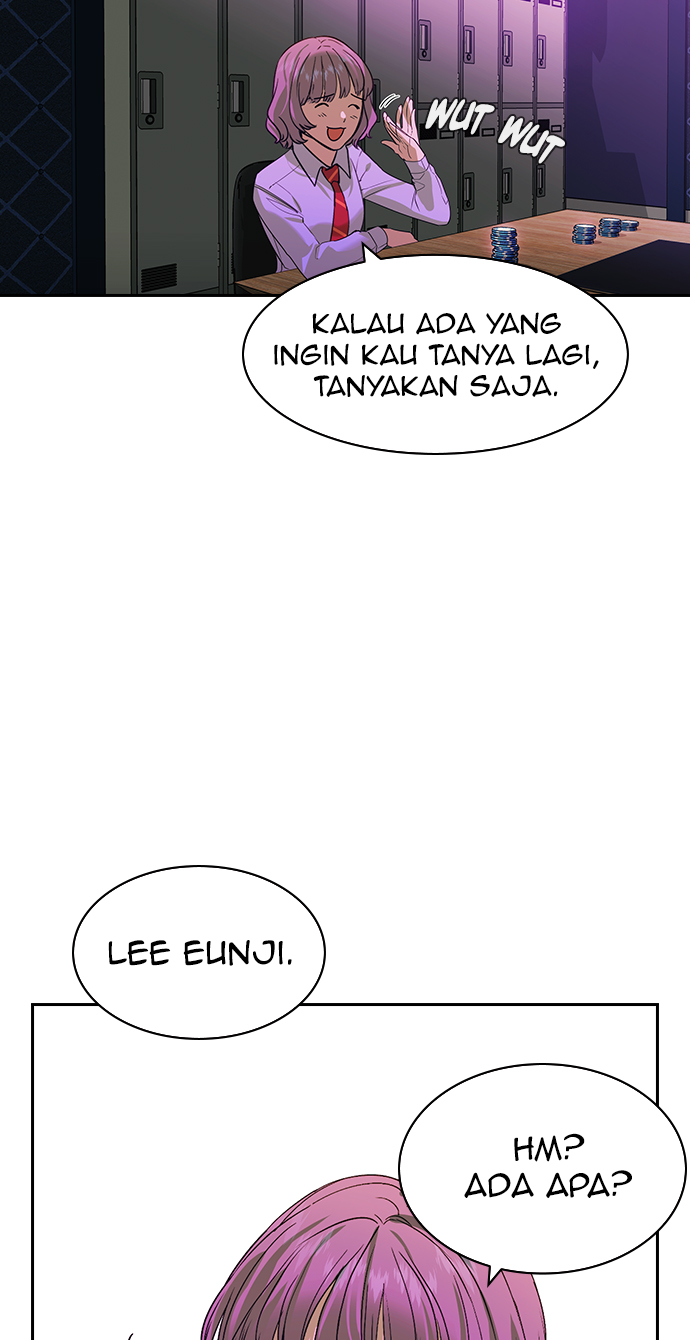 WUT WUT
KALAU ADA YANG
INGIN KAU TANYA LAGI,
TANYAKAN SAJA.
LEE EUNJI.
HM?
ADA APA?